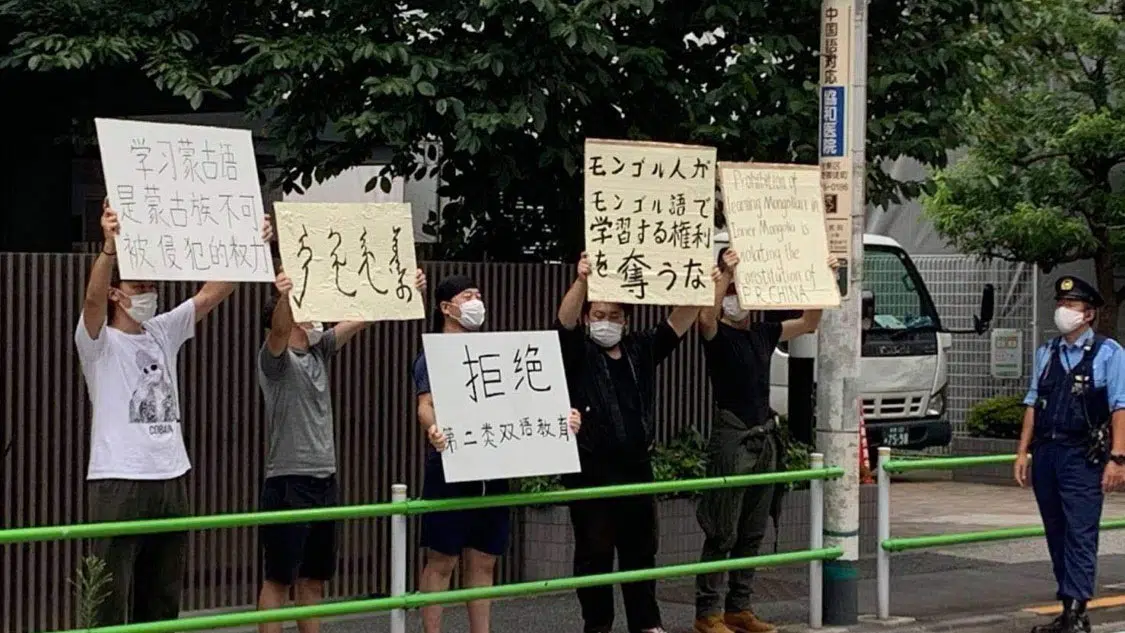 学习蒙古语
是蒙古族不可
被侵犯的权力
拒绝
第二类双语教育
モンゴル人が
モンゴル語で
学習する権利
を奪うな
Prohibition of
learning Mongolian in
Inner Mongolia is
violating the
Constitution of
P.R.CHINA
中国語対応
協和医院
COBAIN
75-90